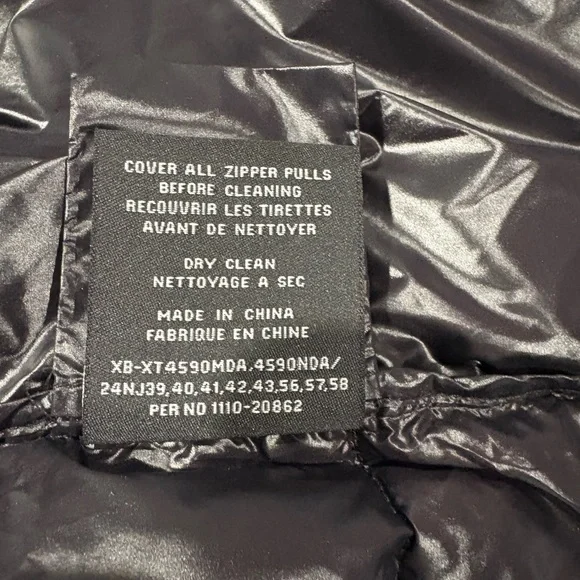 COVER ALL ZIPPER PULLS
BEFORE CLEANING
RECOUVRIR LES TIRETTES
AVANT DE NETTOYER
DRY CLEAN
NETTOYAGE A SEC
MADE IN CHINA
FABRIQUE EN CHINE
XB-XT4590MDA,4590NDA/
24NJ39,40,41,42,43,56,57,58
PER NO 1110-20862